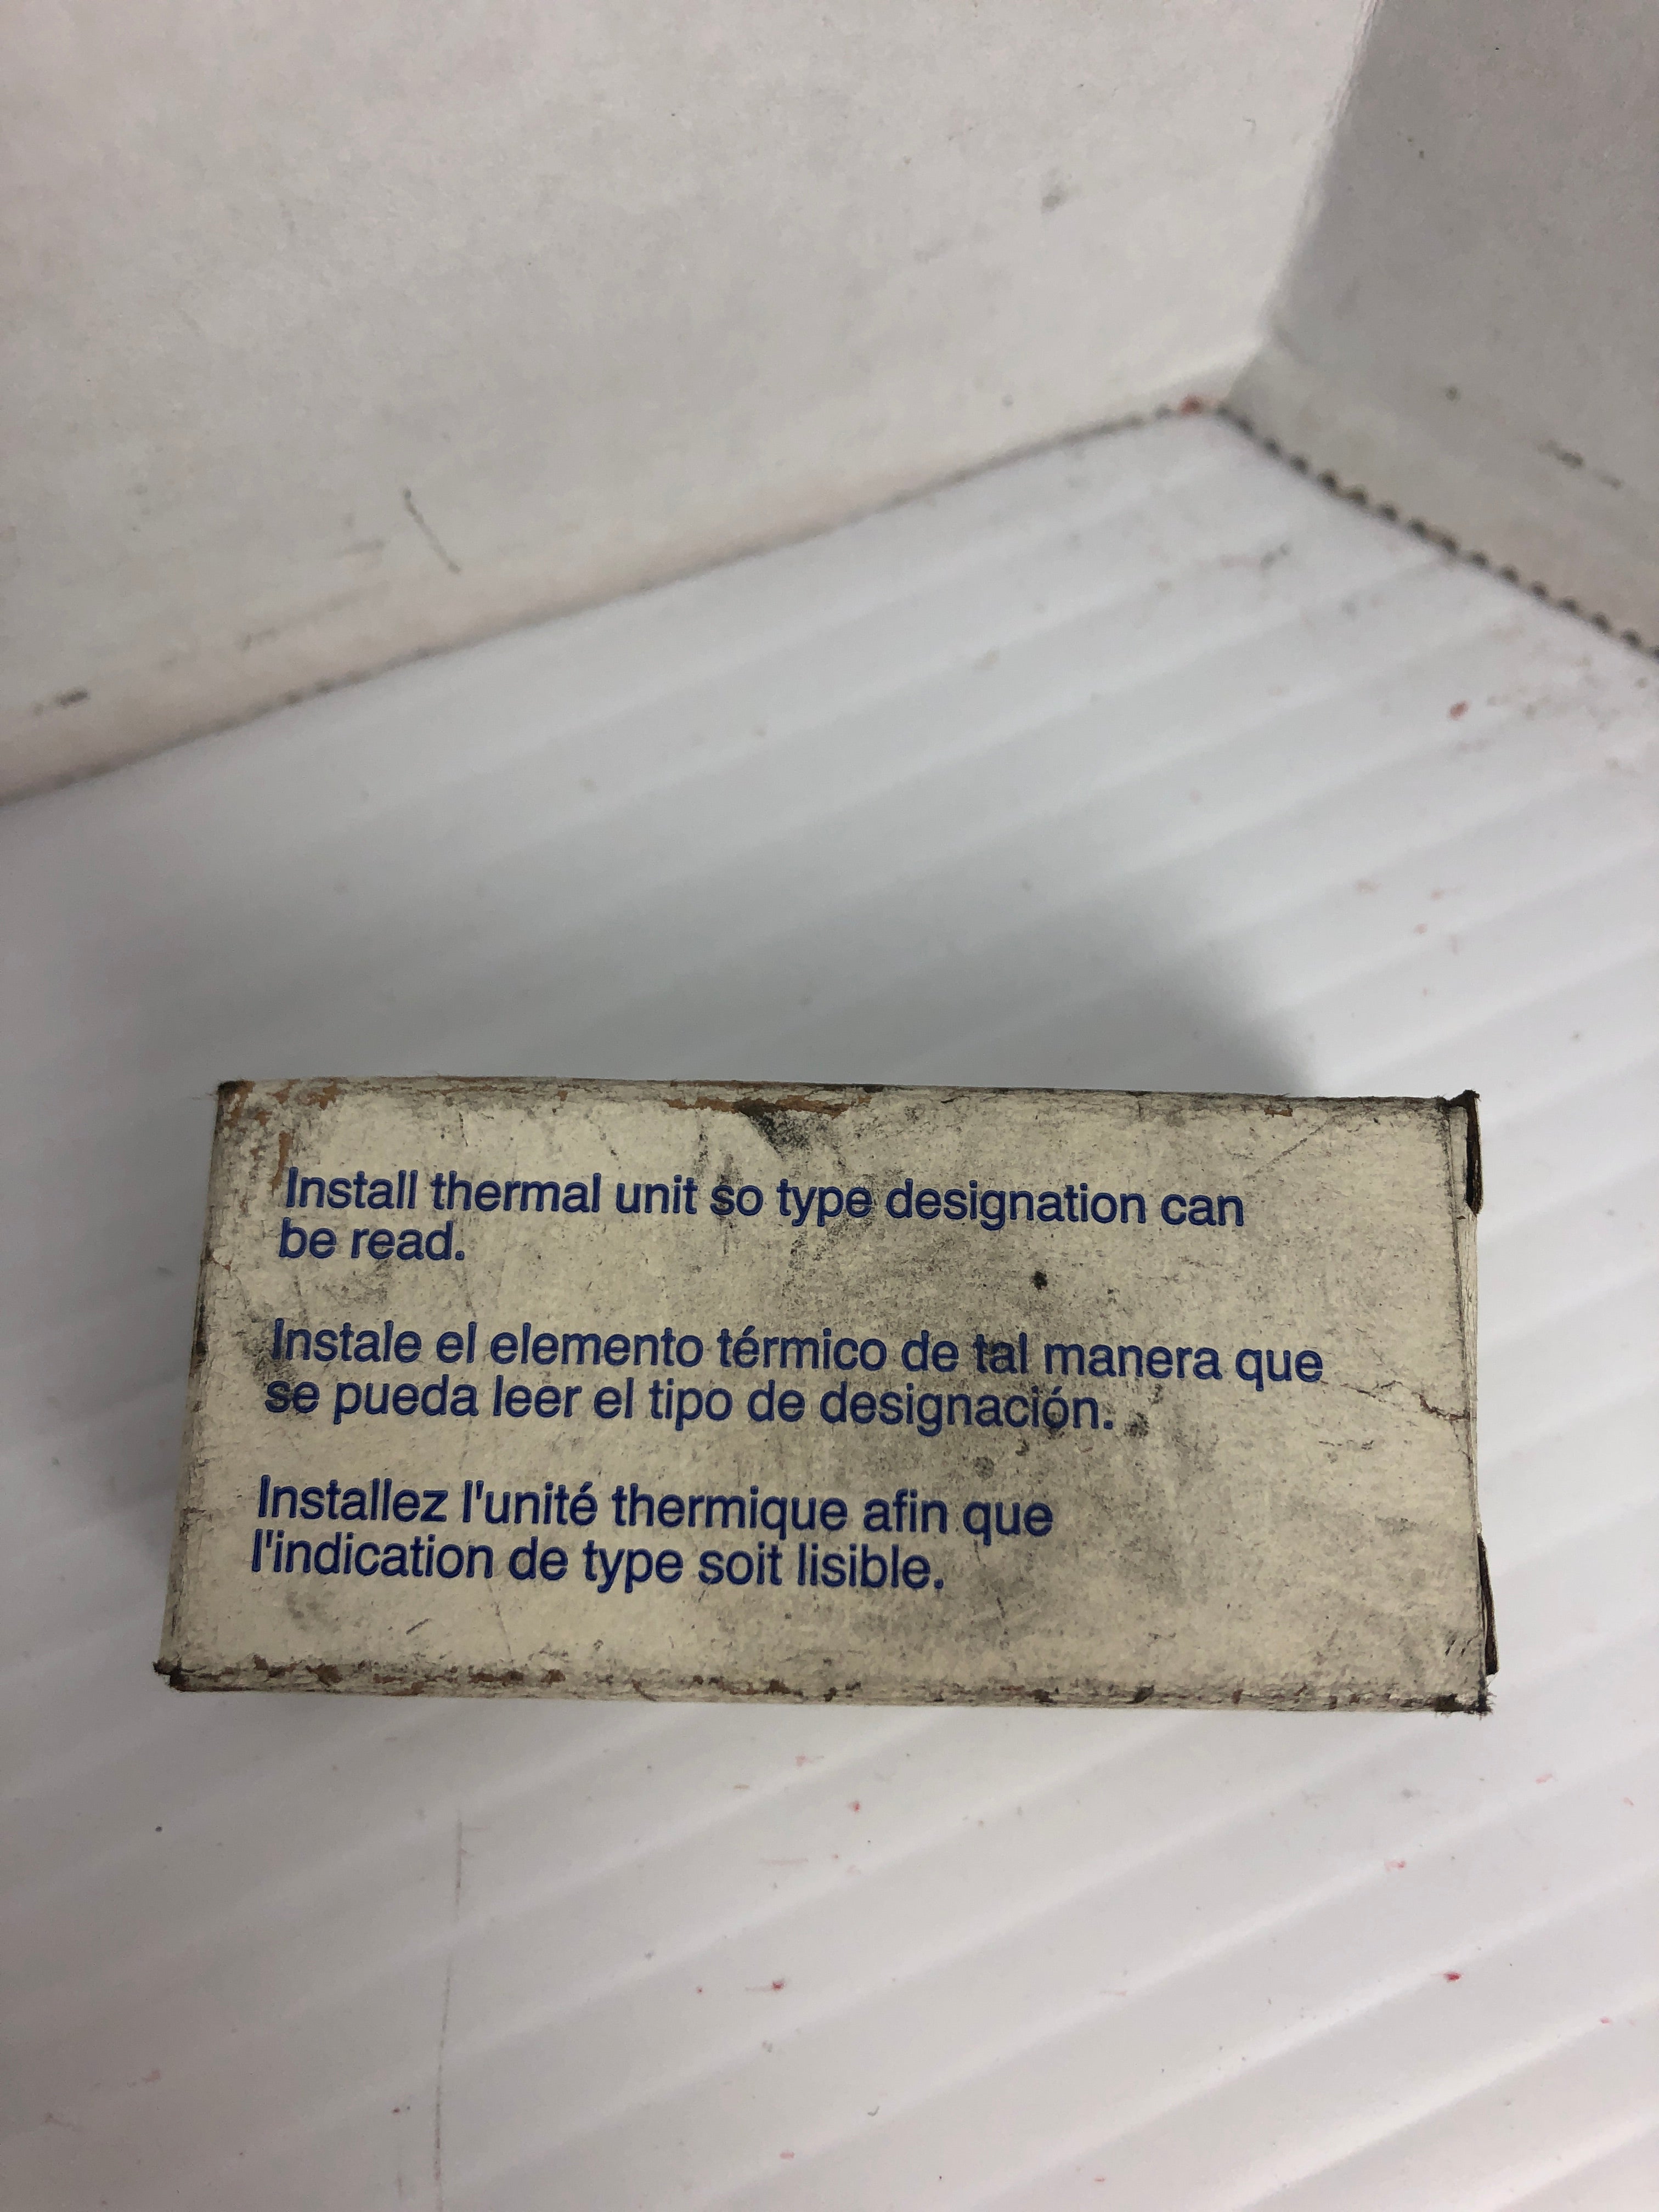 Install thermal unit so type designation can
be read.
Instale el elemento térmico de tal manera que
se pueda leer el tipo de designación.
Installez l'unité thermique afin que
l'indication de type soit lisible.